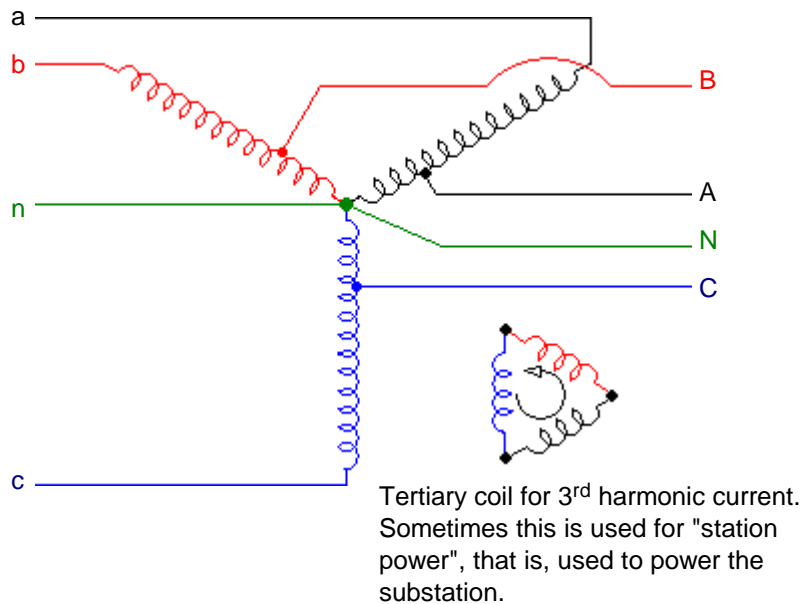 a
b
B
A
n
N
C
c
Tertiary coil for 3rd harmonic current.
Sometimes this is used for "station
power", that is, used to power the
substation.